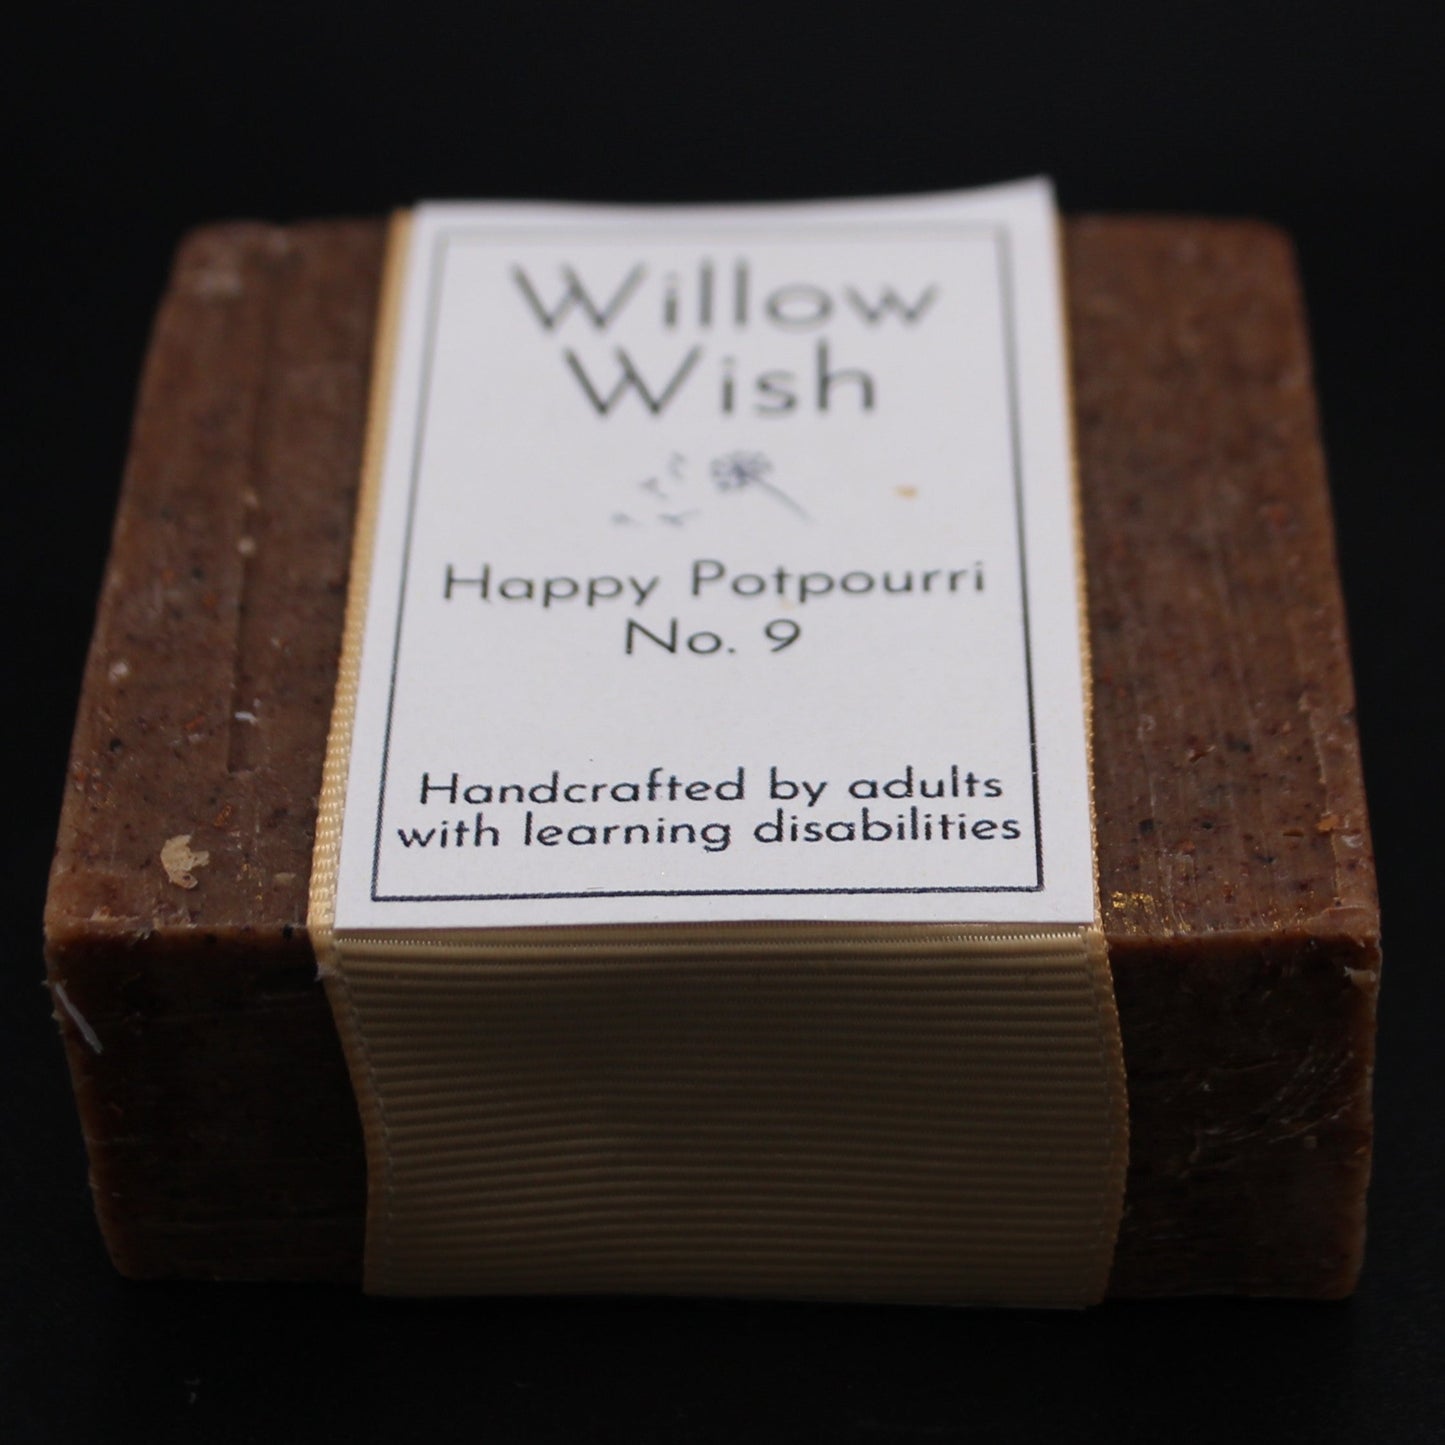 Willow
Wish
Happy Potpourri
No. 9
Handcrafted by adults
with learning disabilities